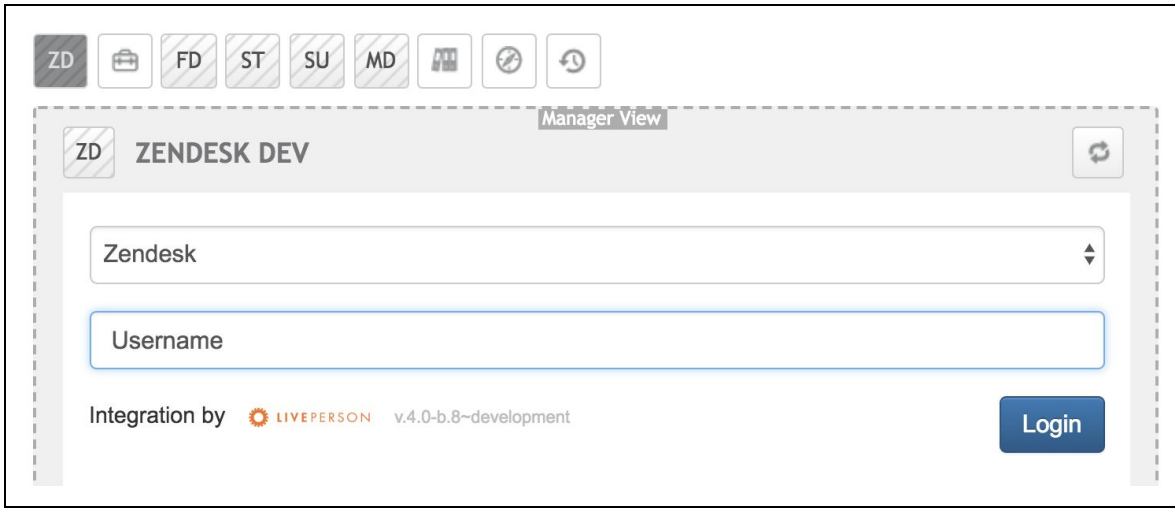 ZD FD ST SU MD
Manager View
ZD ZENDESK DEV
Zendesk
Username
Integration by LIVEPERSON v.4.0-b.8~development
Login